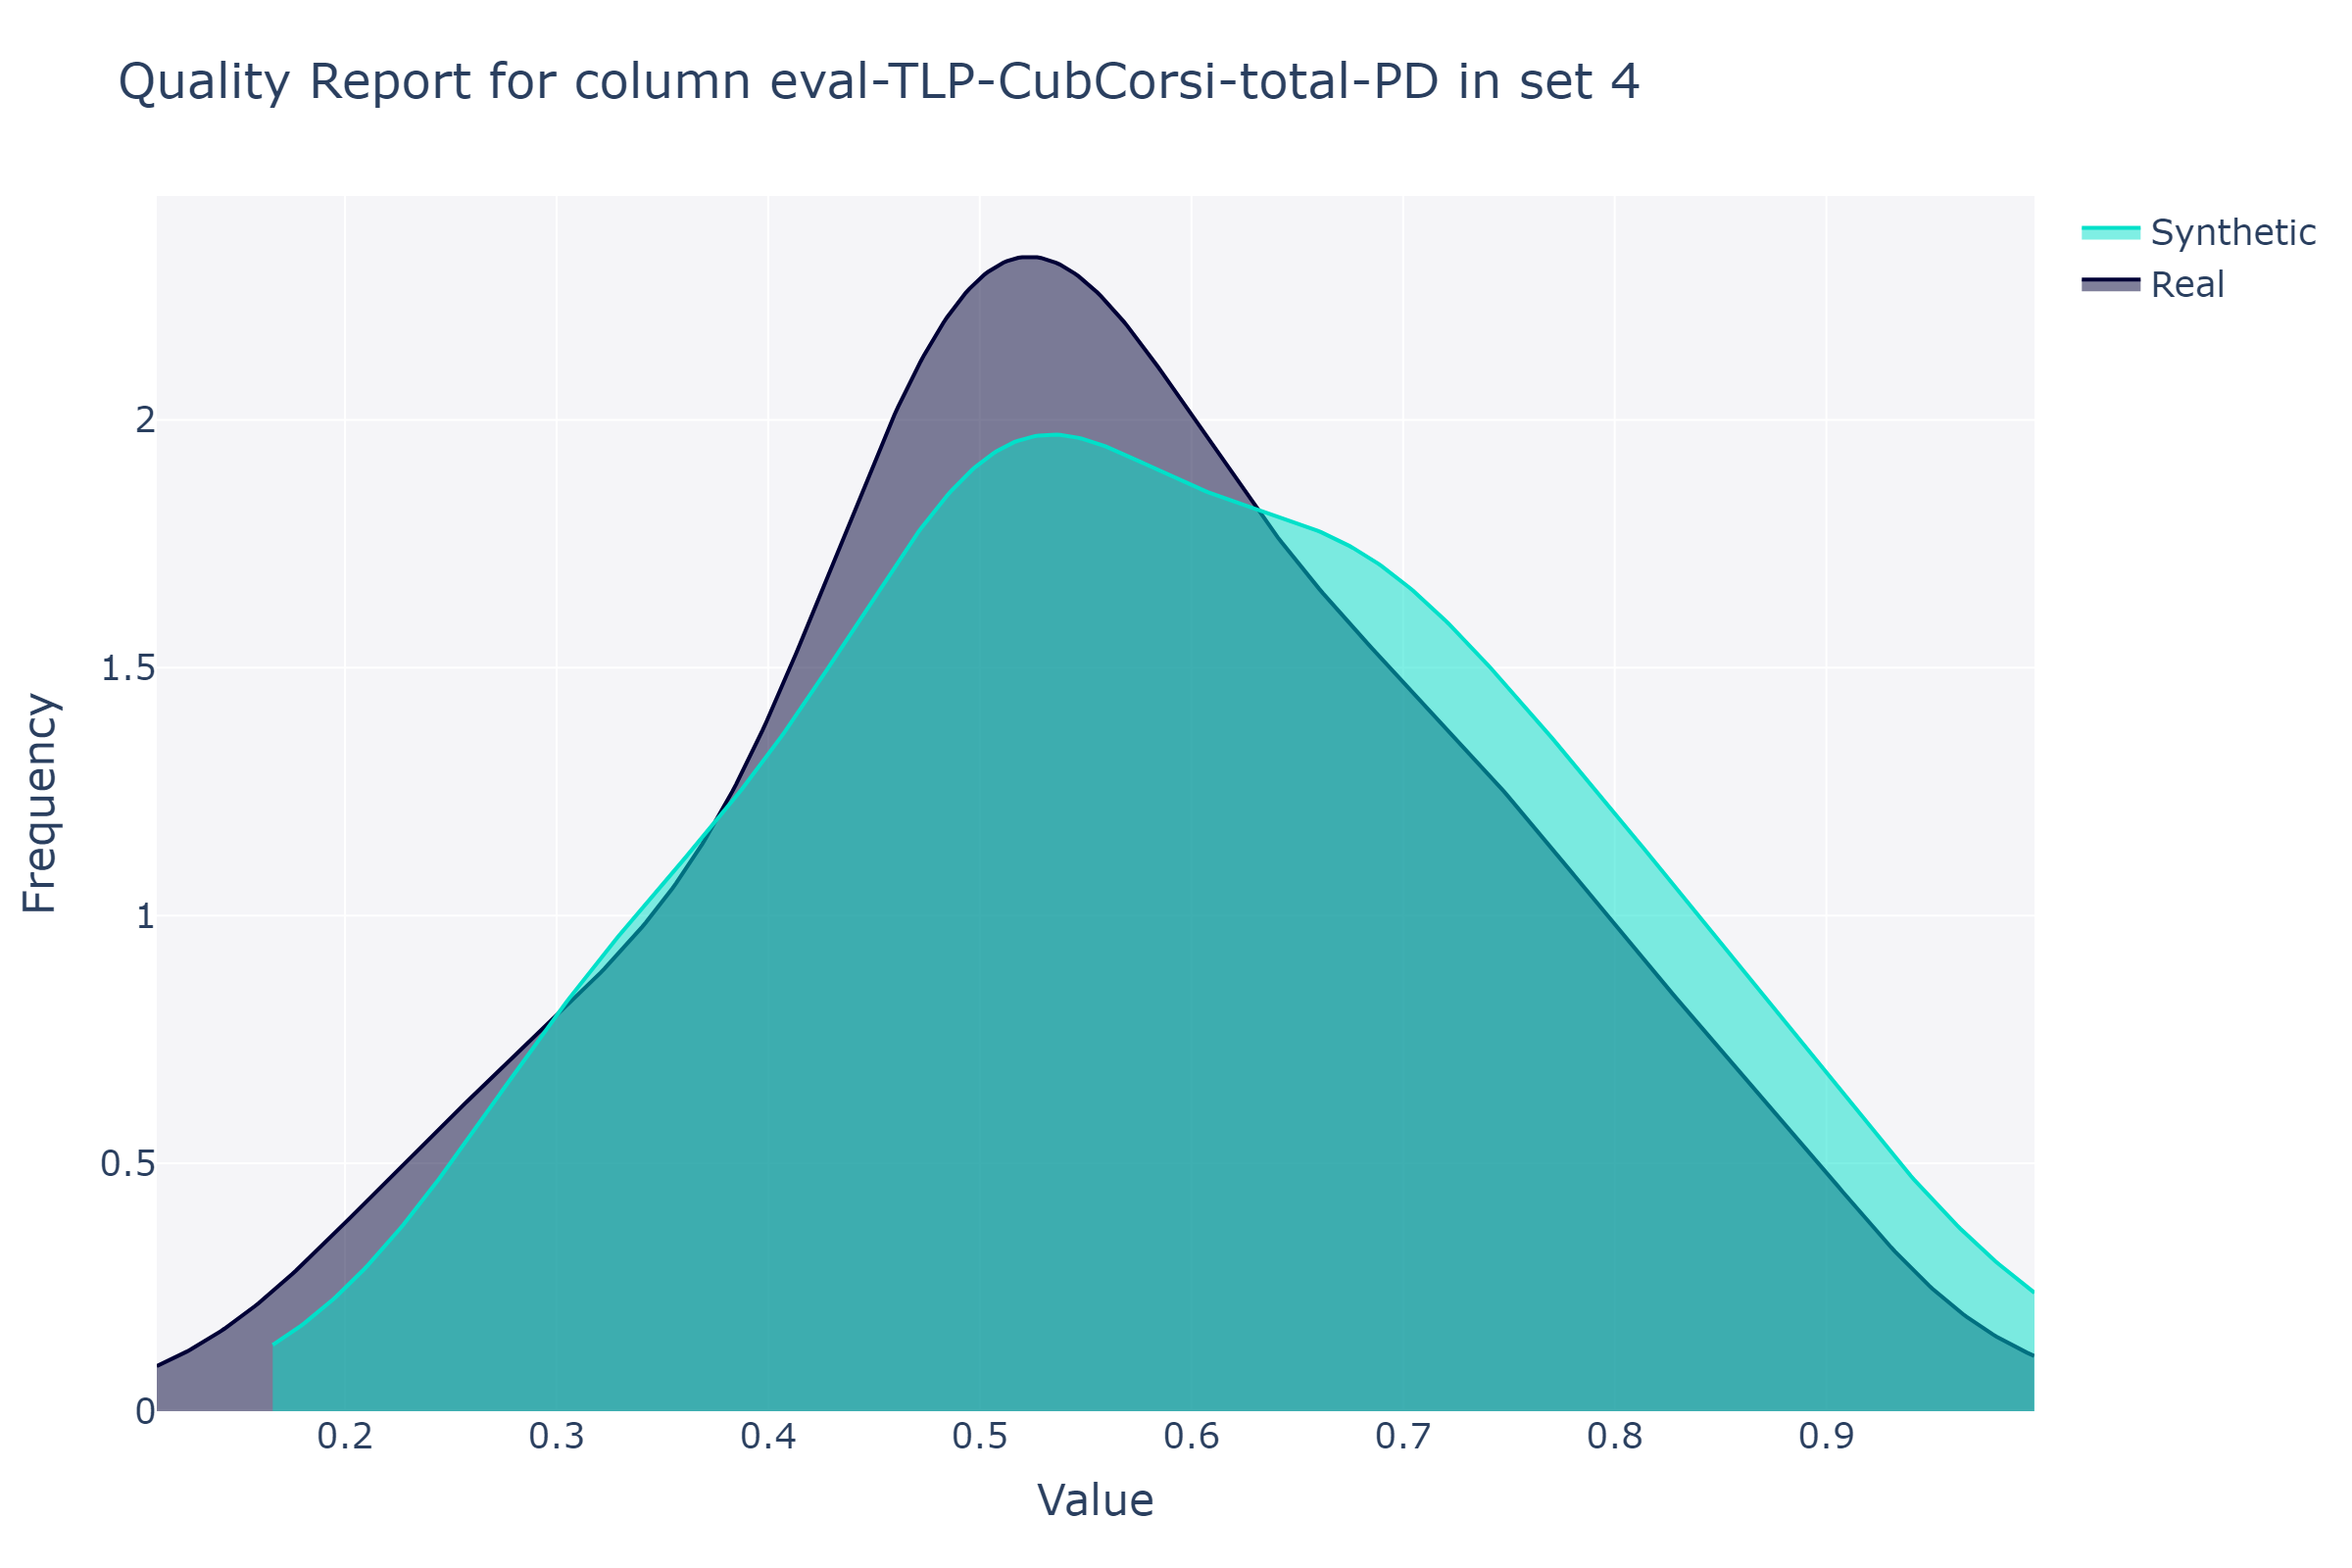 Quality Report for column eval-TLP-CubCorsi-total-PD in set 4
Synthetic
Real
Frequency
2
1.5
1
0.5
0
0.2 0.3 0.4 0.5 0.6 0.7 0.8 0.9
Value